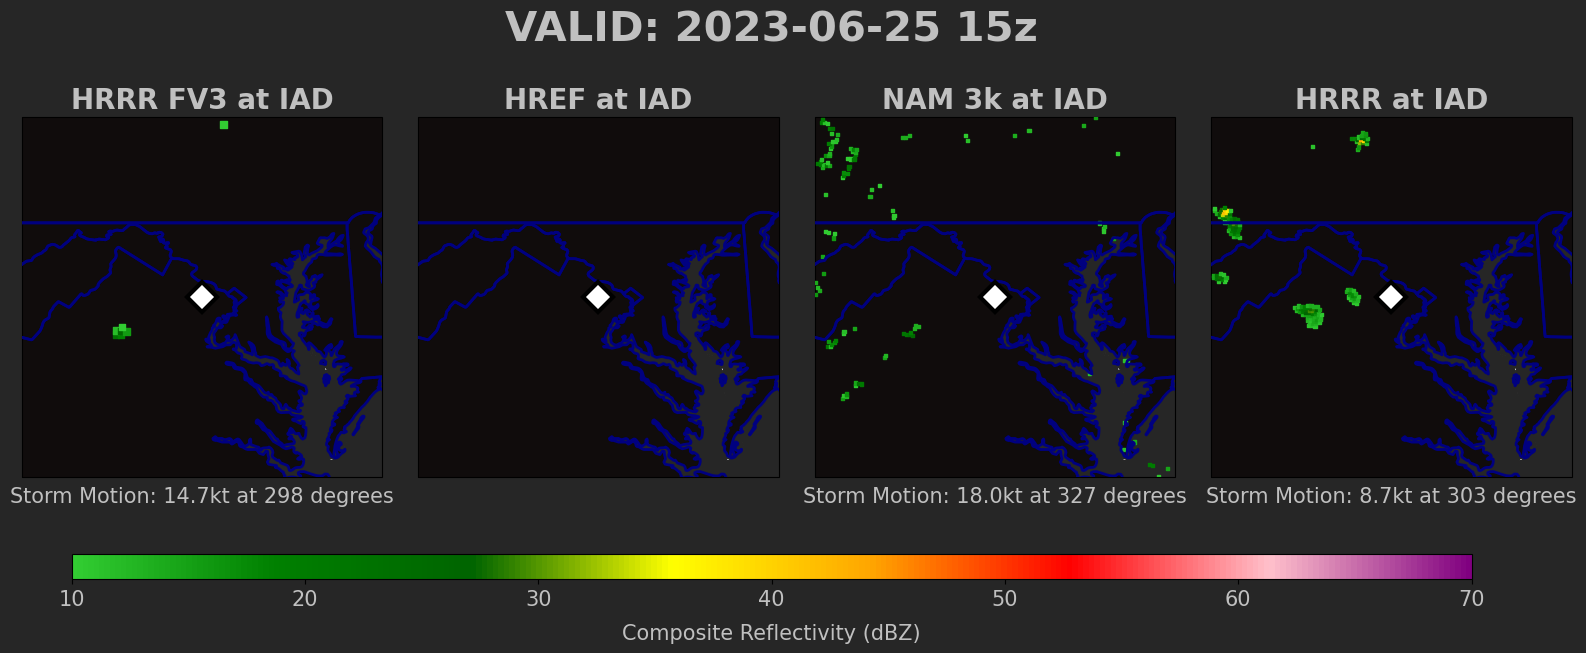 VALID: 2023-06-25 15z
HRRR FV3 at IAD
HREF at IAD
NAM 3k at IAD
HRRR at IAD
Storm Motion: 14.7kt at 298 degrees
Storm Motion: 18.0kt at 327 degrees
Storm Motion: 8.7kt at 303 degrees
10 20 30 40 50 60 70
Composite Reflectivity (dBZ)